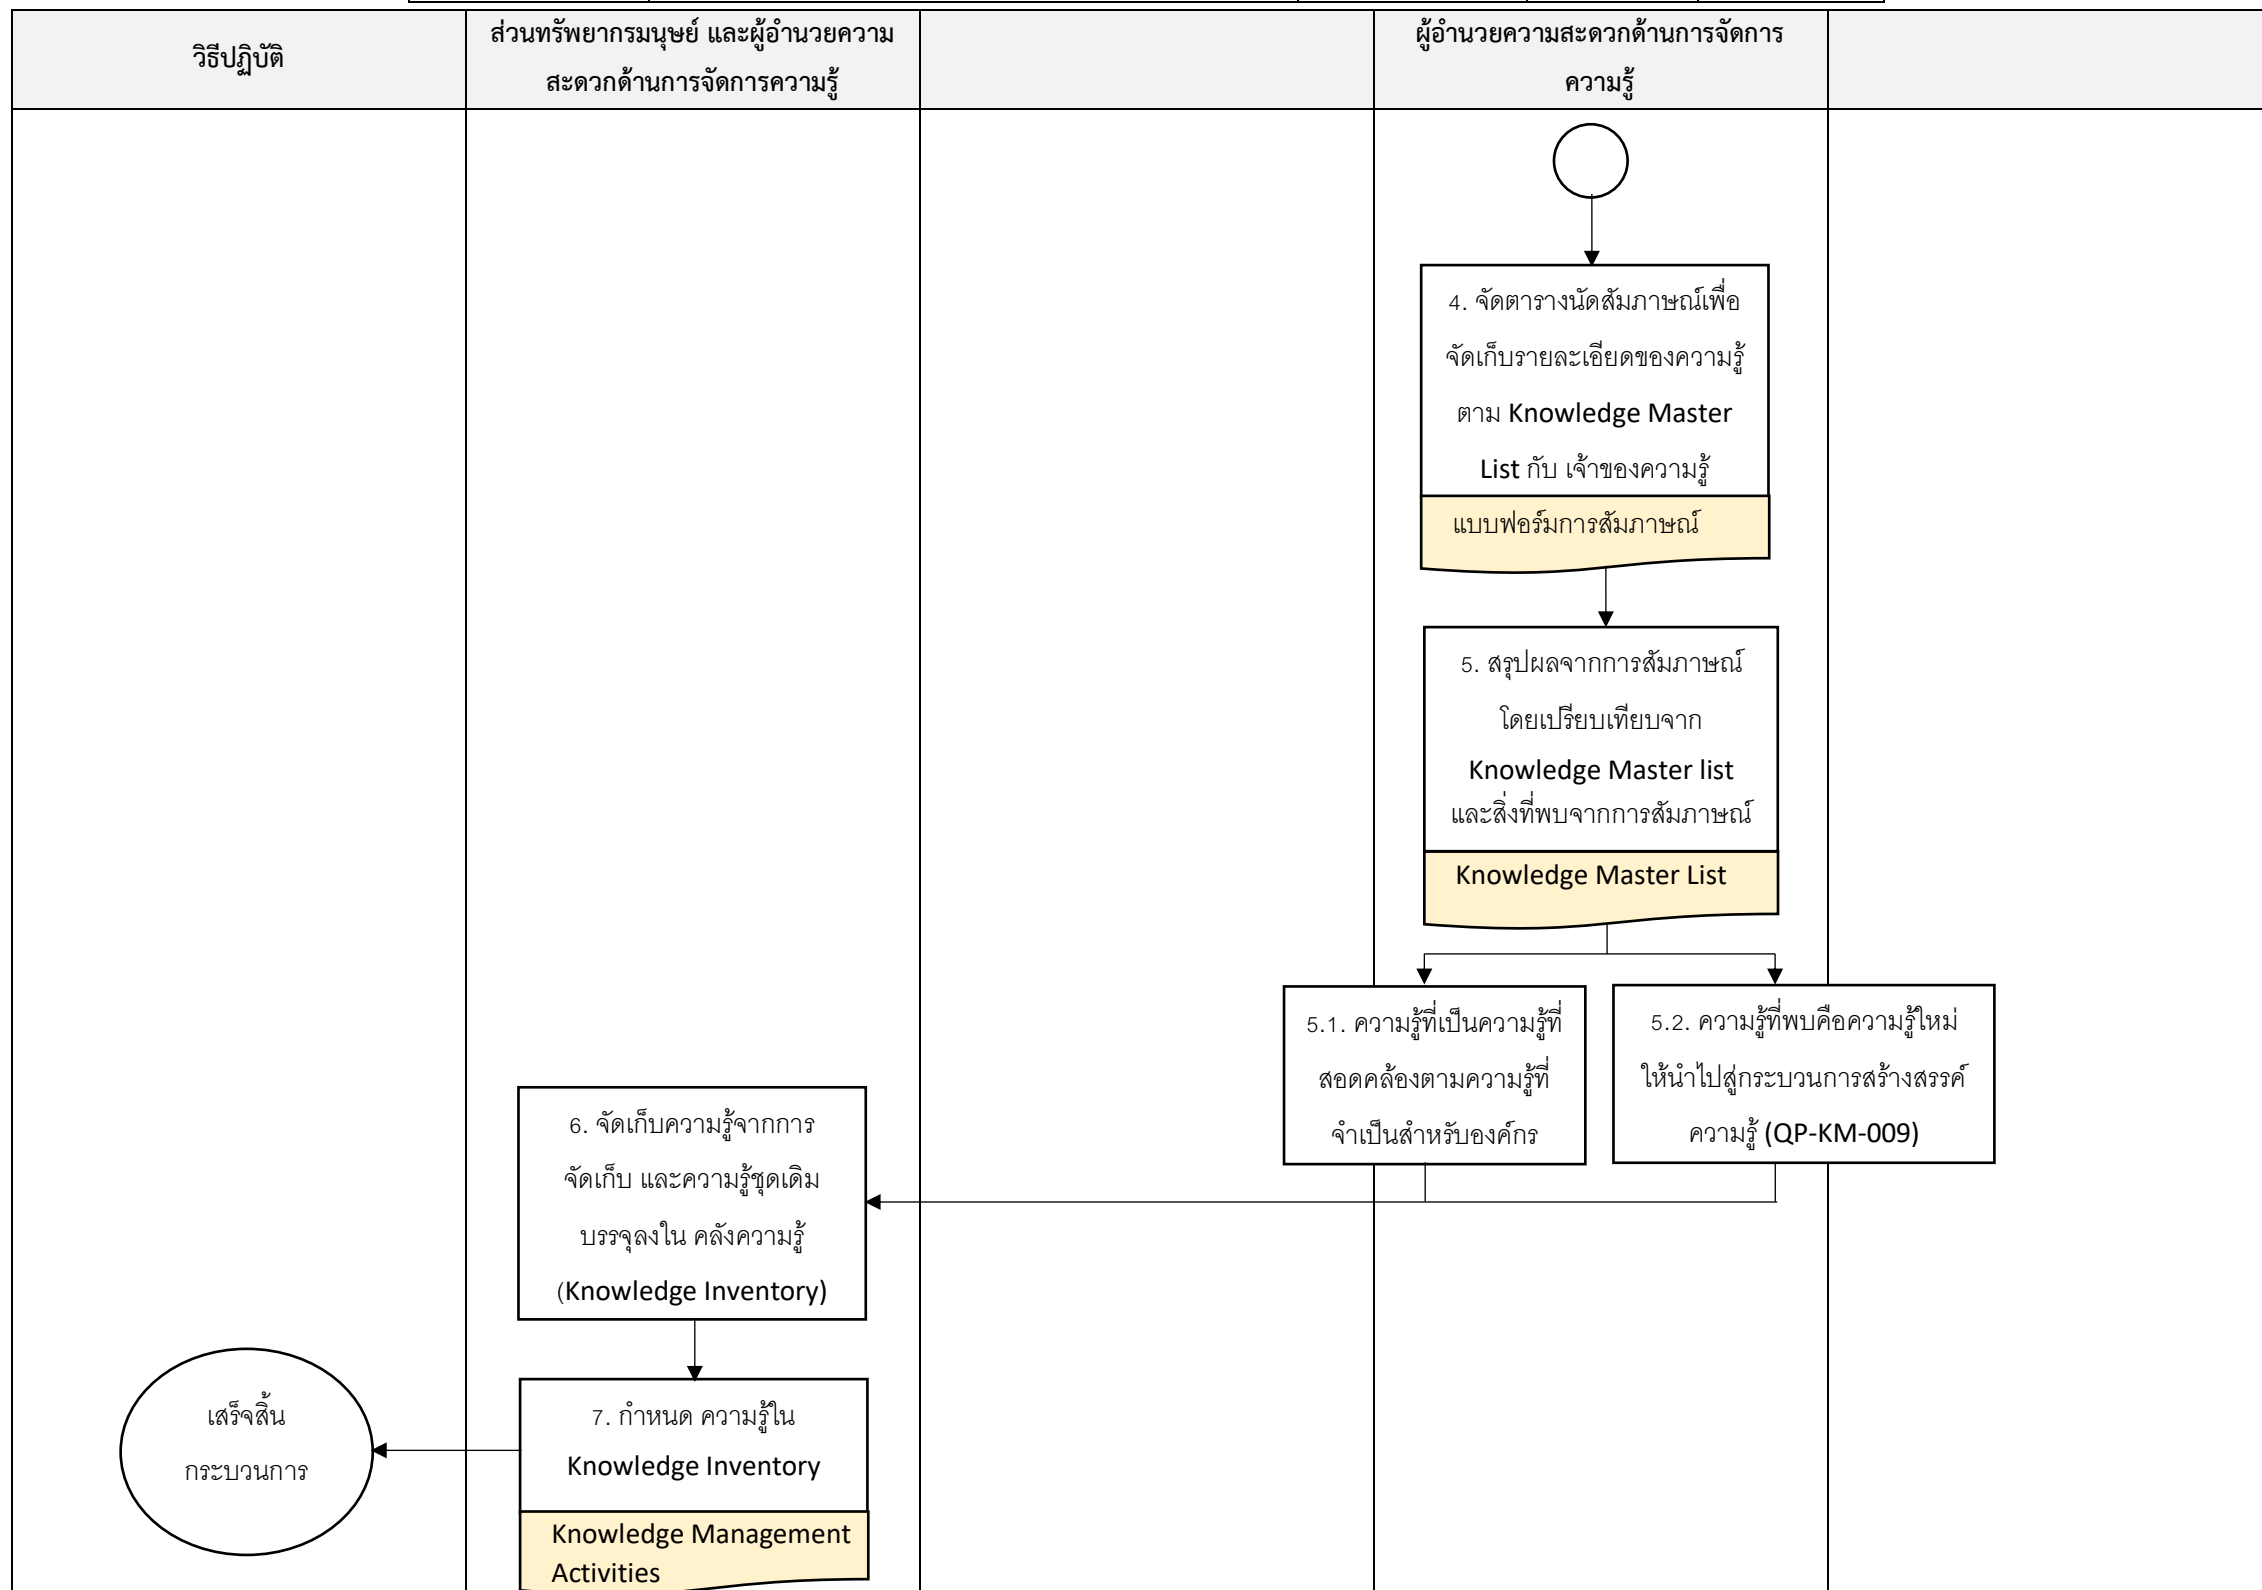 วิธีปฏิบัติ
ส่วนทรัพยากรมนุษย์ และผู้อำนวยความ
สะดวกด้านการจัดการความรู้
ผู้อำนวยความสะดวกด้านการจัดการ
ความรู้
4. จัดตารางนัดสัมภาษณ์เพื่อ
จัดเก็บรายละเอียดของความรู้
ตาม Knowledge Master
List กับ เจ้าของความรู้
แบบฟอร์มการสัมภาษณ์
5. สรุปผลจากการสัมภาษณ์
โดยเปรียบเทียบจาก
Knowledge Master list
และสิ่งที่พบจากการสัมภาษณ์
Knowledge Master List
5.1. ความรู้ที่เป็นความรู้ที่
สอดคล้องตามความรู้ที่
จำเป็นสำหรับองค์กร
5.2. ความรู้ที่พบคือความรู้ใหม่
ให้นำไปสู่กระบวนการสร้างสรรค์
ความรู้ (QP-KM-009)
6. จัดเก็บความรู้จากการ
จัดเก็บ และความรู้ชุดเดิม
บรรจุลงใน คลังความรู้
(Knowledge Inventory)
7. กำหนด ความรู้ใน
Knowledge Inventory
Knowledge Management
Activities
เสร็จสิ้น
กระบวนการ